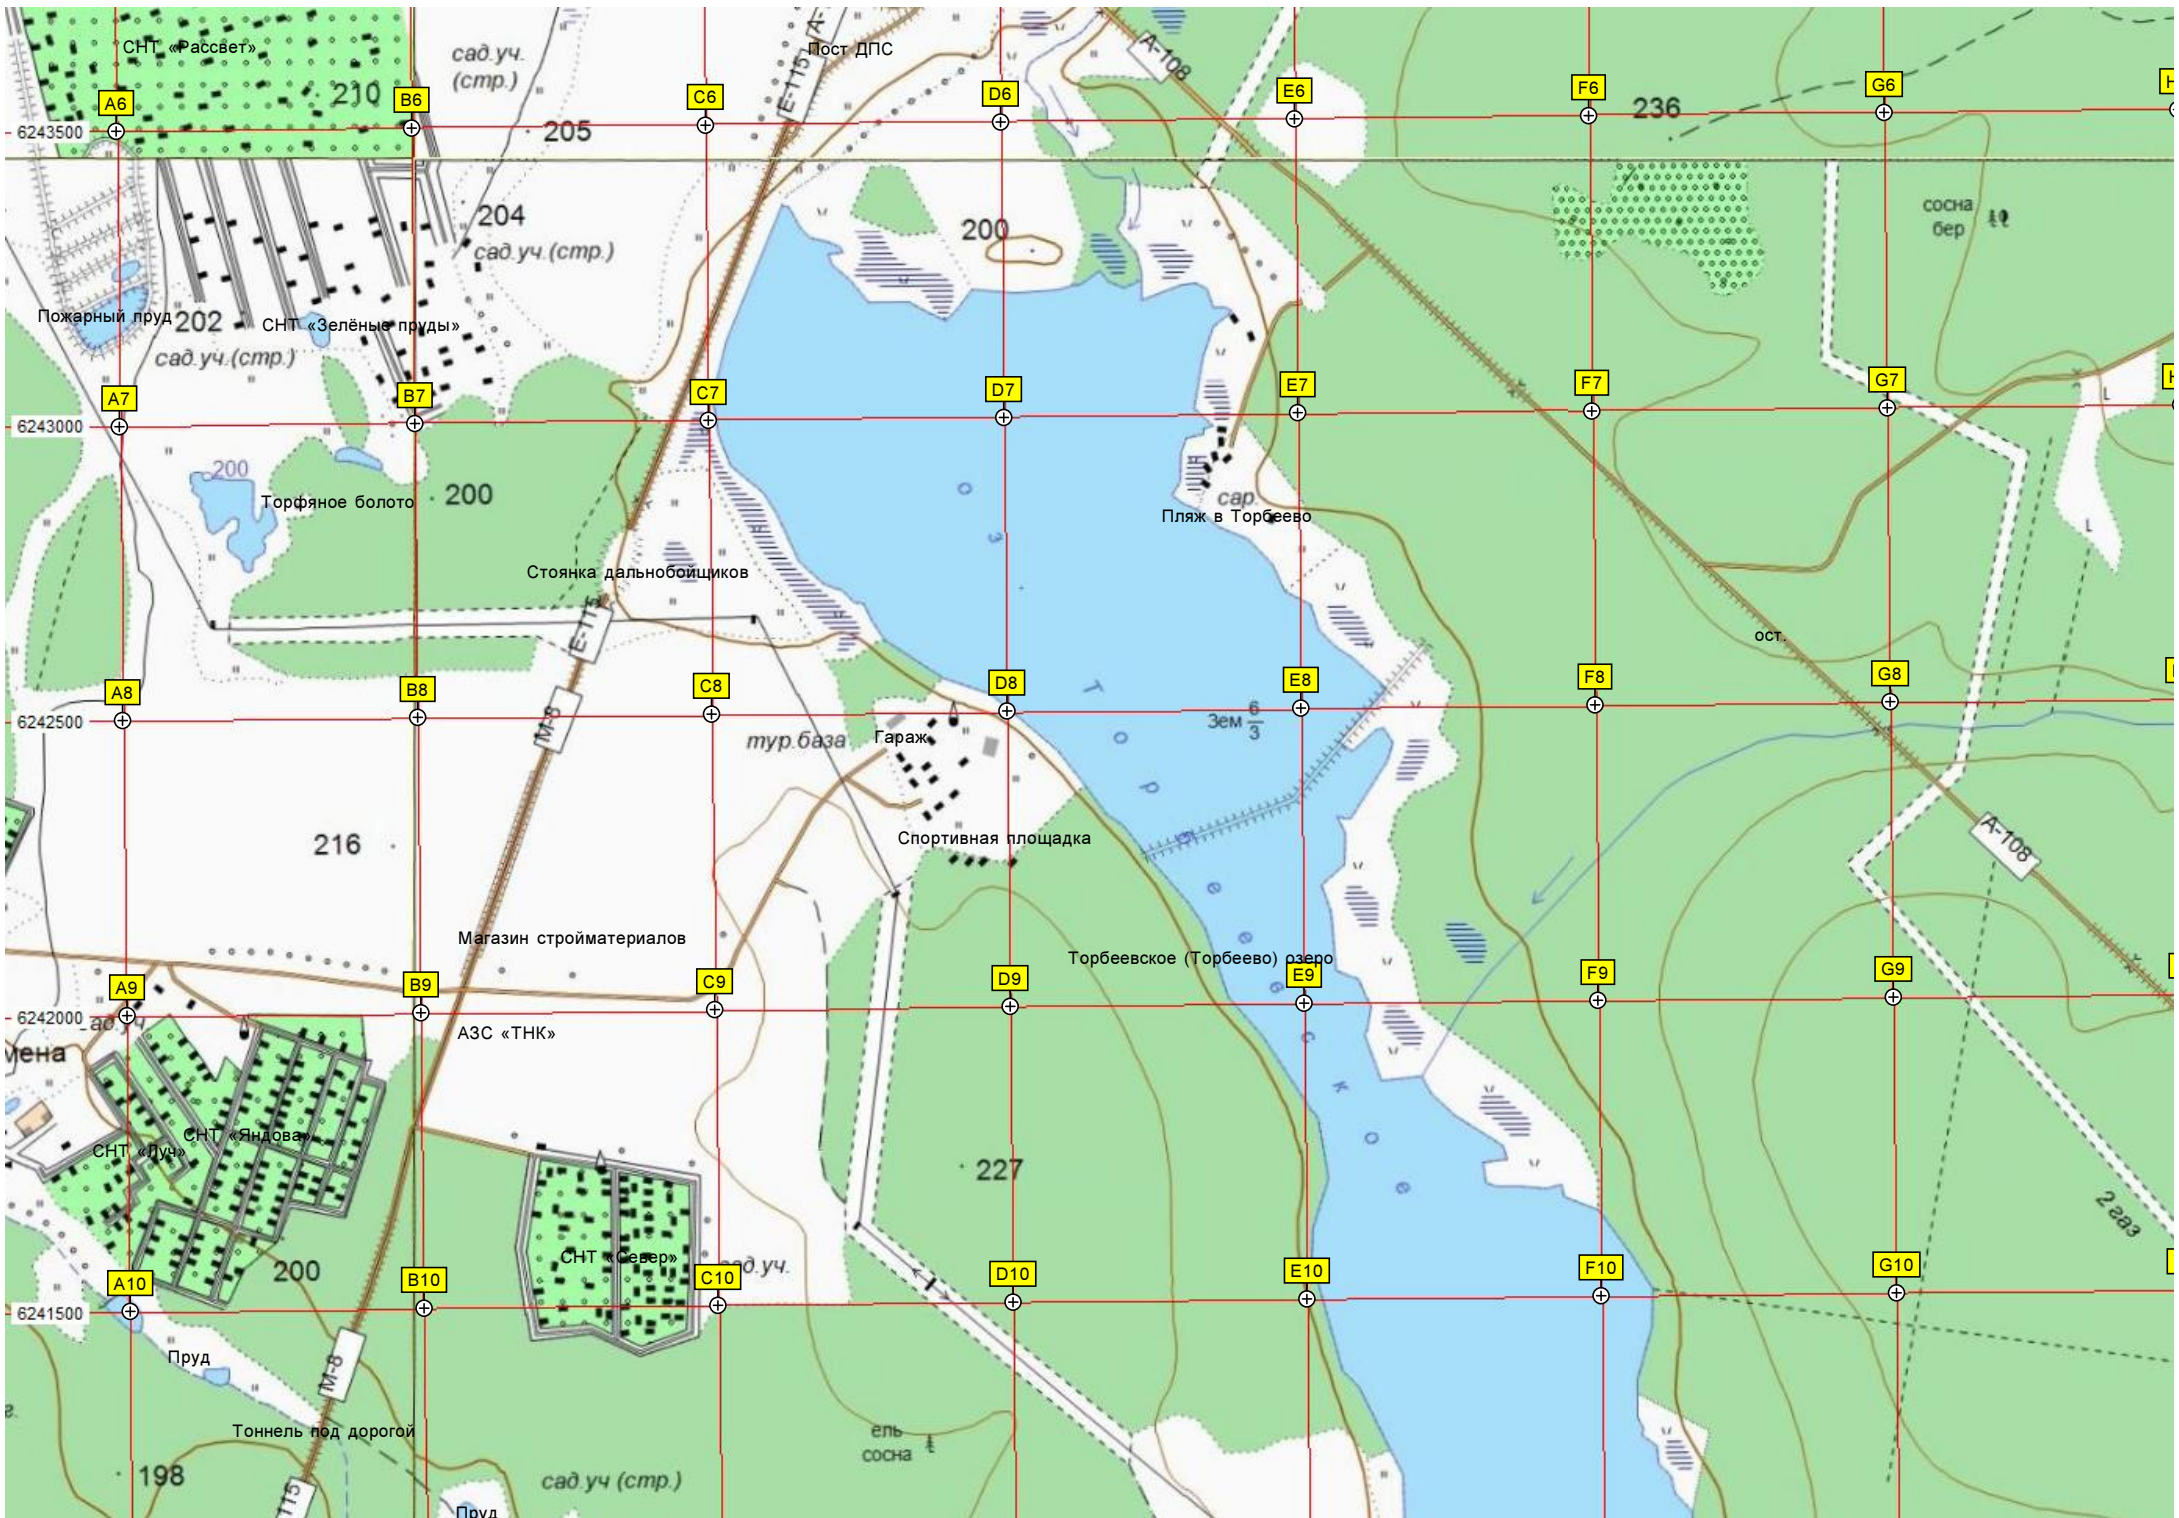 СНТ «Рассвет»
сад.уч.
(стр.)
Пост ДПС
А-108
Е-115
210
A6
B6
C6
D6
E6
F6
G6
6243500
205
236
204
200
сосна
бер
сад.уч.(стр.)
Пожарный пруд
202
СНТ «Зелёные пруды»
сад.уч.(стр.)
A7
B7
C7
D7
E7
F7
G7
6243000
200
Торфяное болото
200
сар.
Пляж в Торбеево
Стоянка дальнобойщиков
Е-115
ост.
A8
B8
C8
D8
E8
F8
G8
6242500
М-8
тур.база
Гараж
Зем 6
3
оз Торбеевское
216
Спортивная площадка
А-108
Магазин стройматериалов
Торбеевское (Торбеево) озеро
A9
B9
C9
D9
E9
F9
G9
6242000
АЗС «ТНК»
СНТ «Яндова»
СНТ «Луч»
227
2 газ
200
СНТ «Север»
сад.уч.
A10
B10
C10
D10
E10
F10
G10
6241500
Пруд
М-8
Тоннель под дорогой
ель
сосна
198
сад.уч (стр.)
115
Пруд